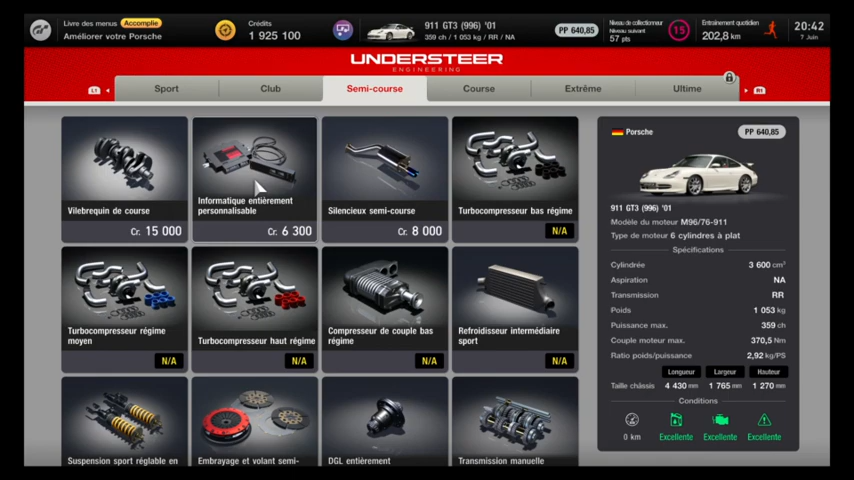 Livre des menus Accomplie
Améliorer votre Porsche
Crédits
1 925 100
911 GT3 (996) '01
359 ch / 1 053 kg / RR / NA
PP 640,85
Niveau de collectionneur
Niveau suivant
57 pts
15
Entraînement quotidien
202,8 km
20:42
7 Juin
UNDERSTEER
ENGINEERING
L1
Sport
Club
Semi-course
Course
Extrême
Ultime
R1
Vilebrequin de course
Cr. 15 000
Informatique entièrement
personnalisable
Cr. 6 300
Silencieux semi-course
Cr. 8 000
Turbocompresseur bas régime
N/A
Turbocompresseur régime
moyen
N/A
Turbocompresseur haut régime
N/A
Compresseur de couple bas
régime
N/A
Refroidisseur intermédiaire
sport
N/A
Suspension sport réglable en
Embrayage et volant semi-
DGL entièrement
Transmission manuelle
Porsche
PP 640,85
911 GT3 (996) '01
Modèle du moteur M96/76-911
Type de moteur 6 cylindres à plat
Spécifications
Cylindrée 3 600 cm³
Aspiration NA
Transmission RR
Poids 1 053 kg
Puissance max. 359 ch
Couple moteur max. 370,5 Nm
Ratio poids/puissance 2,92 kg/PS
Longueur Largeur Hauteur
Taille châssis 4 430 mm 1 765 mm 1 270 mm
Conditions
0 km Excellente Excellente Excellente